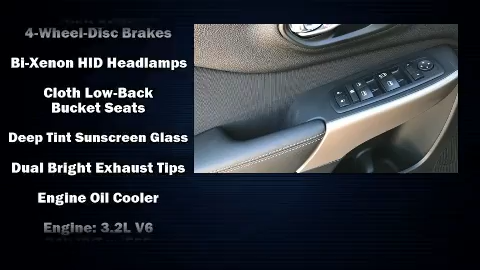 4-Wheel-Disc Brakes
Bi-Xenon HID Headlamps
Cloth Low-Back
Bucket Seats
Deep Tint Sunscreen Glass
Dual Bright Exhaust Tips
Engine Oil Cooler
Engine: 3.2L V6